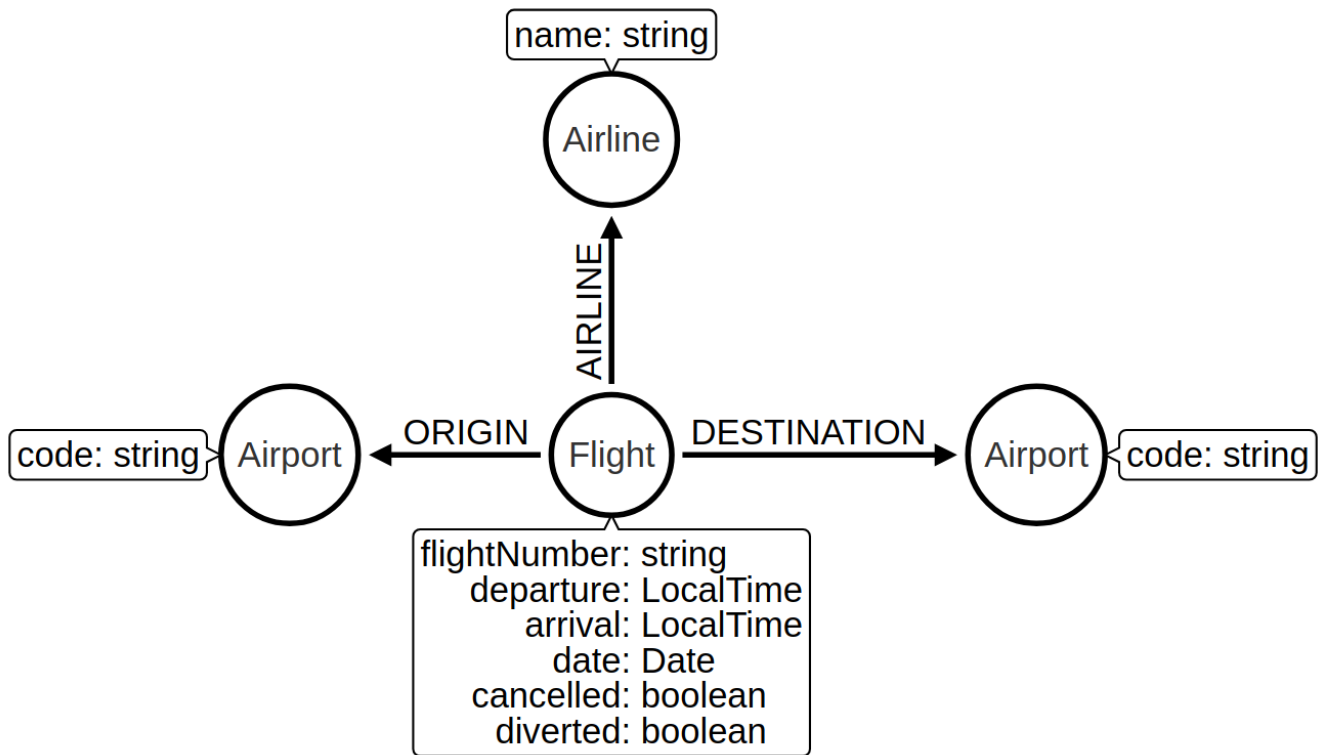 name: string
Airline
AIRLINE
ORIGIN
DESTINATION
code: string
Airport
Flight
Airport
code: string
flightNumber: string
departure: LocalTime
arrival: LocalTime
date: Date
cancelled: boolean
diverted: boolean